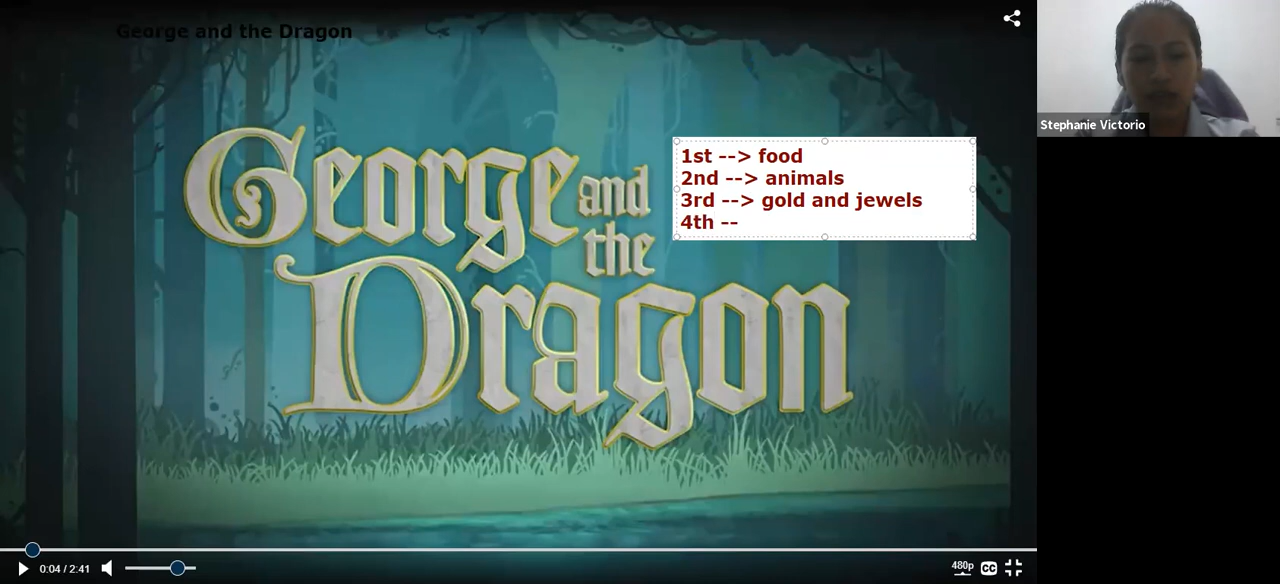 George and the Dragon
George and
the
Dragon
1st --> food
2nd --> animals
3rd --> gold and jewels
4th --
Stephanie Victorio
0:04 / 2:41
480p
CC